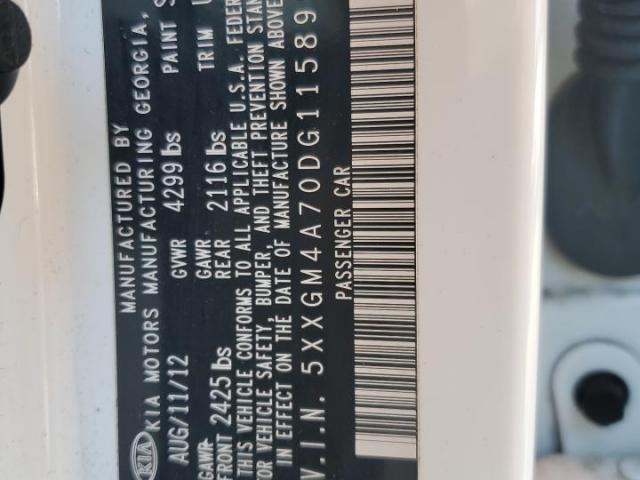 MANUFACTURED BY
KIA KIA MOTORS MANUFACTURING GEORGIA,
AUG/11/12 GVWR 4299 lbs PAINT S
GAWR FRONT 2425 lbs GAWR REAR 2116 lbs TRIM
THIS VEHICLE CONFORMS TO ALL APPLICABLE U.S.A. FEDER
TOR VEHICLE SAFETY, BUMPER, AND THEFT PREVENTION STAN
IN EFFECT ON THE DATE OF MANUFACTURE SHOWN ABOVE
V.I.N. 5XXGM4A70DG11589
PASSENGER CAR